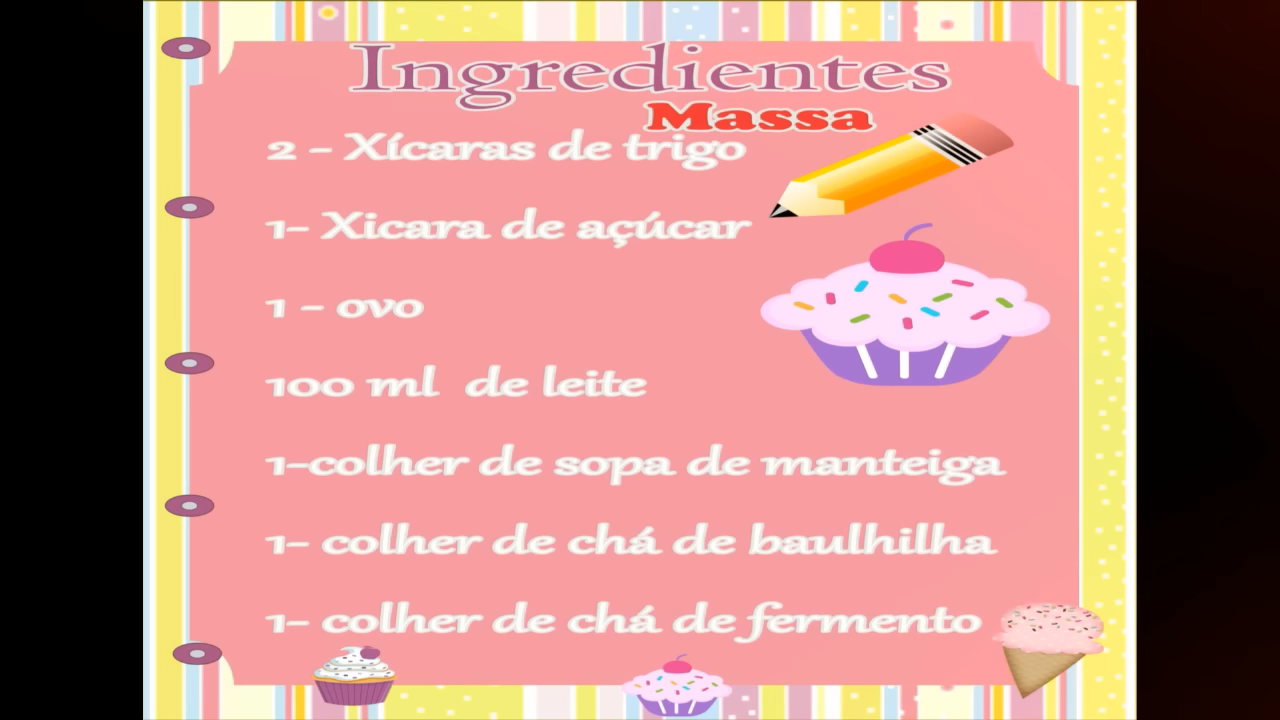 Ingredientes
Massa
2 - Xícaras de trigo
1- Xicara de açúcar
1 - ovo
100 ml de leite
1-colher de sopa de manteiga
1- colher de chá de baulhilha
1- colher de chá de fermento